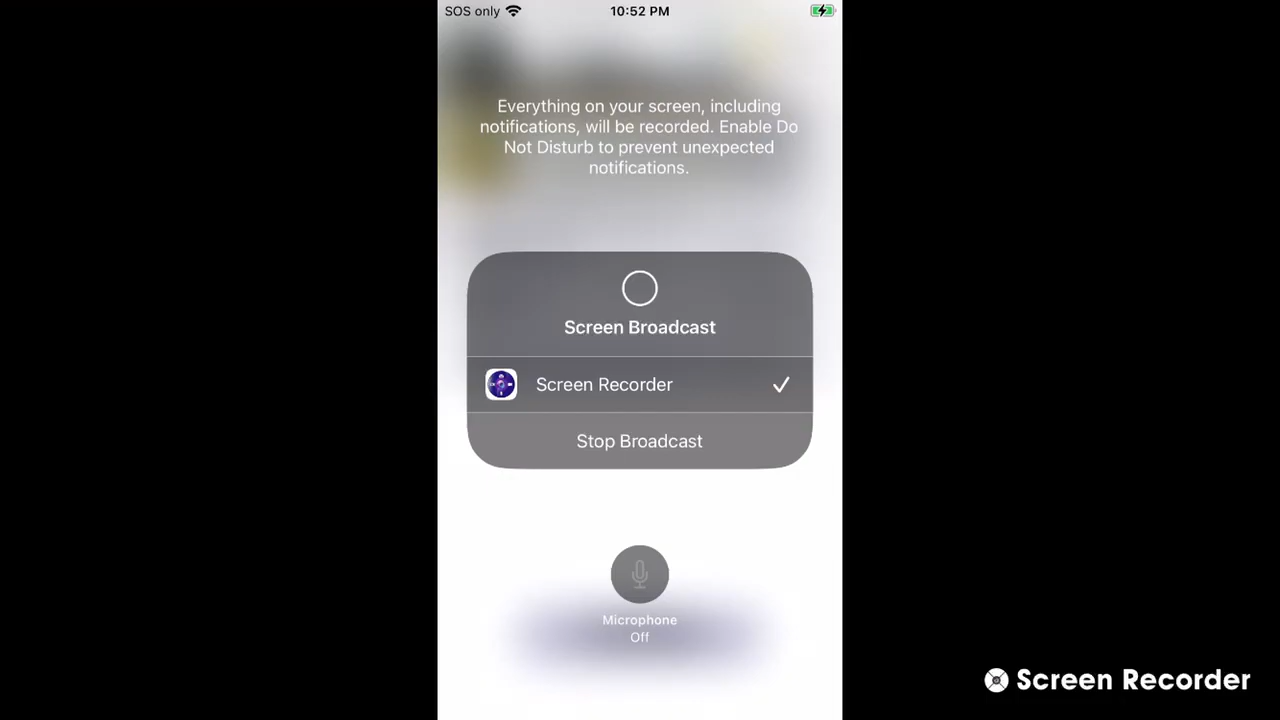 SOS only
10:52 PM
Everything on your screen, including
notifications, will be recorded. Enable Do
Not Disturb to prevent unexpected
notifications.
Screen Broadcast
Screen Recorder
Stop Broadcast
Microphone
Off
Screen Recorder